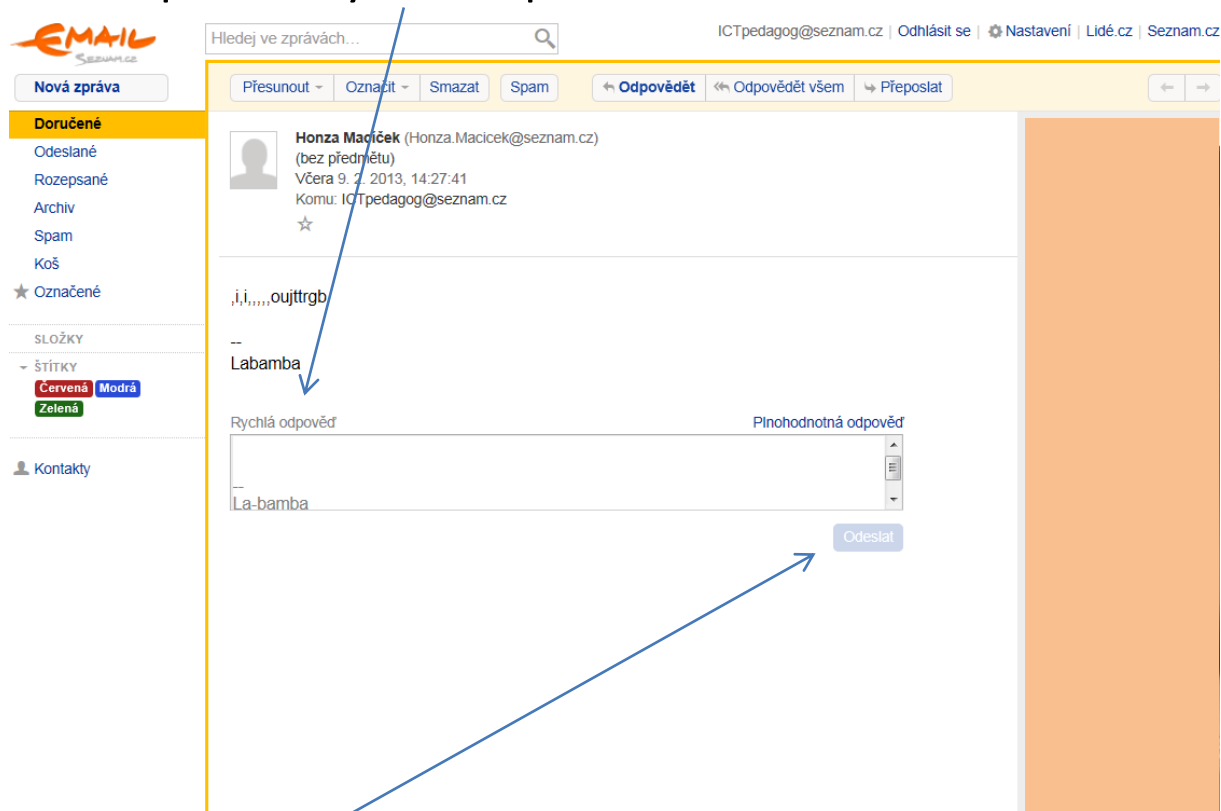 EMAIL
Seznam.cz
Hledej ve zprávách...
ICTpedagog@seznam.cz | Odhlásit se | Nastavení | Lidé.cz | Seznam.cz
Nová zpráva
Přesunout Označit Smazat Spam Odpovědět Odpovědět všem Přeposlat
Doručené
Odeslané
Rozepsané
Archiv
Spam
Koš
Označené
SLOŽKY
ŠTÍTKY
Červená Modrá
Zelená
Kontakty
Honza Macíček (Honza.Macicek@seznam.cz)
(bez předmětu)
Včera 9. 2. 2013, 14:27:41
Komu: ICTpedagog@seznam.cz
,i,i,,,,,oujttrgb
--
Labamba
Rychlá odpověď Plnohodnotná odpověď
--
La-bamba
Odeslat